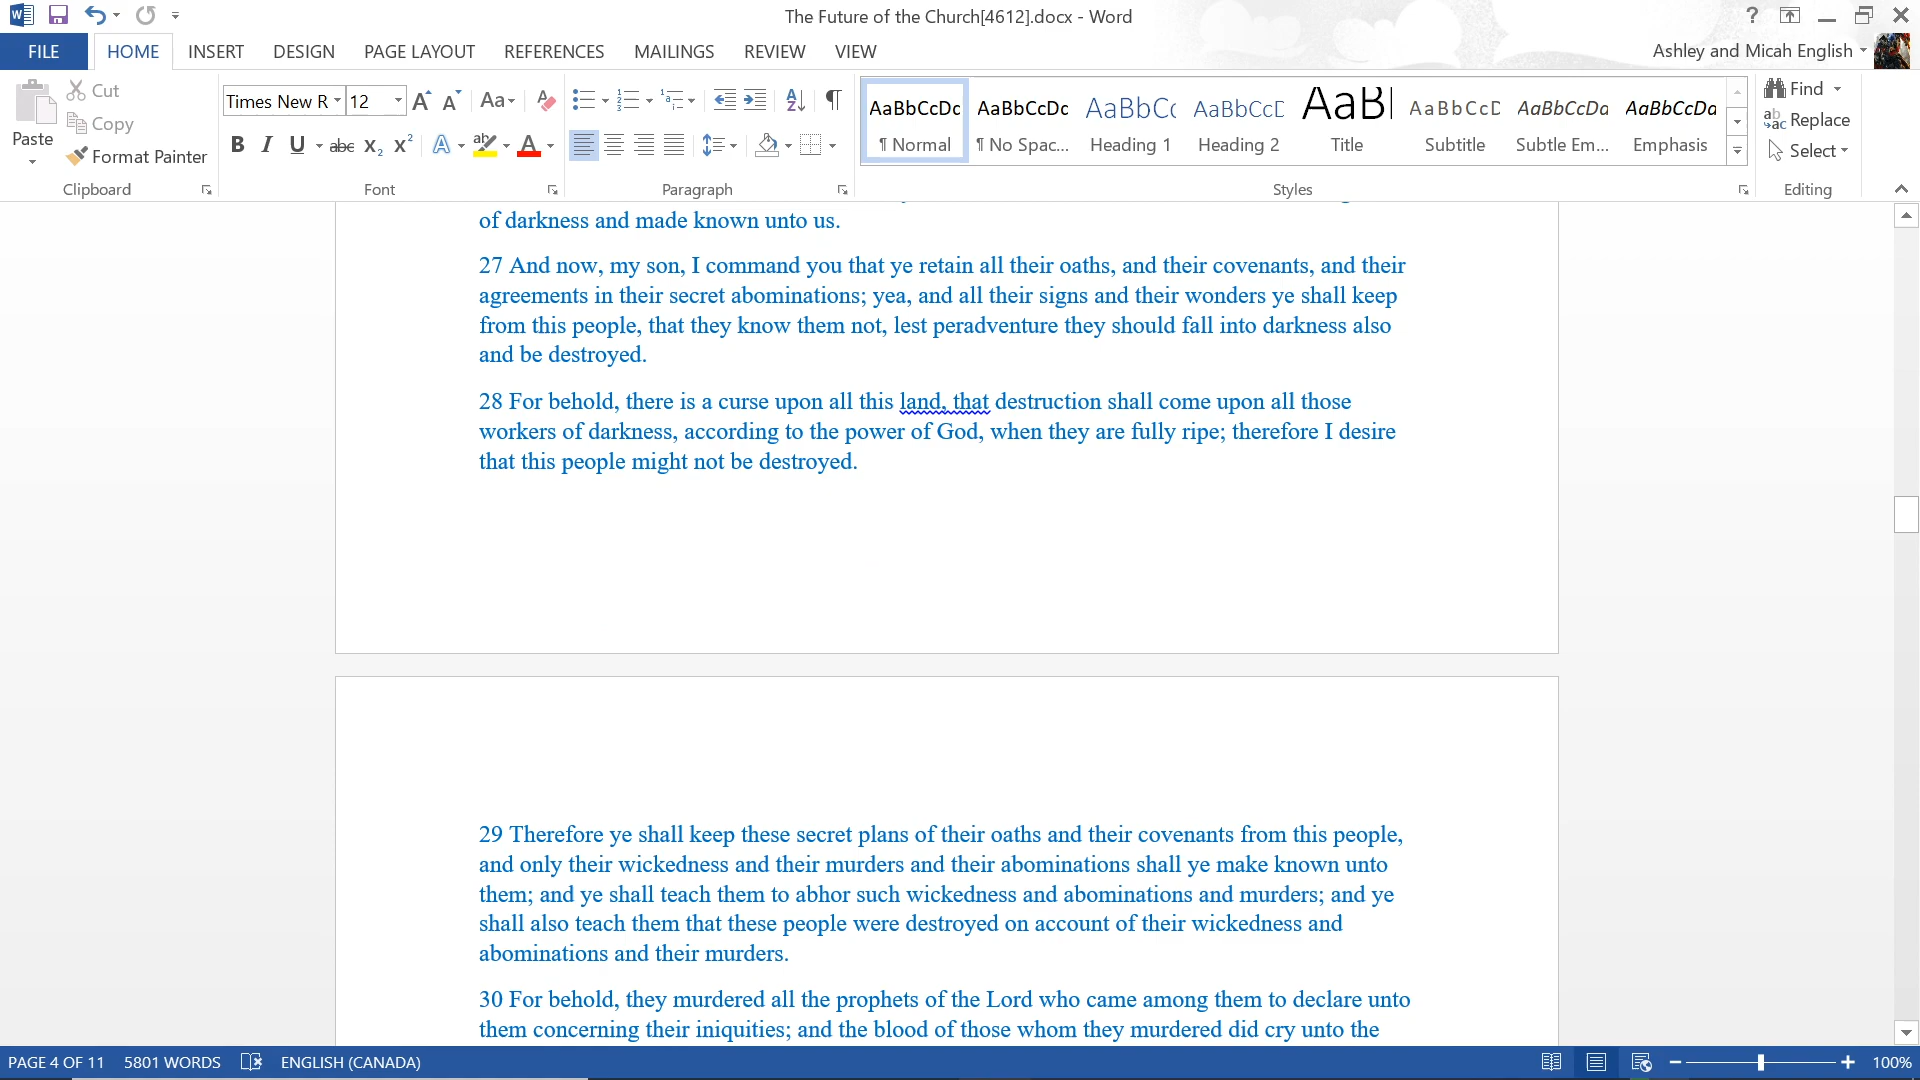 The Future of the Church[4612].docx - Word
FILE HOME INSERT DESIGN PAGE LAYOUT REFERENCES MAILINGS REVIEW VIEW
Ashley and Micah English
Paste
Cut
Copy
Format Painter
Clipboard
Times New R 12
Font
Paragraph
AaBbCcDc AaBbCcDc AaBbCc AaBbCcD AaBl AaBbCcD AaBbCcDa AaBbCcDa
¶ Normal ¶ No Spac... Heading 1 Heading 2 Title Subtitle Subtle Em... Emphasis
Styles
Find
Replace
Select
Editing
of darkness and made known unto us.
27 And now, my son, I command you that ye retain all their oaths, and their covenants, and their
agreements in their secret abominations; yea, and all their signs and their wonders ye shall keep
from this people, that they know them not, lest peradventure they should fall into darkness also
and be destroyed.
28 For behold, there is a curse upon all this land, that destruction shall come upon all those
workers of darkness, according to the power of God, when they are fully ripe; therefore I desire
that this people might not be destroyed.
29 Therefore ye shall keep these secret plans of their oaths and their covenants from this people,
and only their wickedness and their murders and their abominations shall ye make known unto
them; and ye shall teach them to abhor such wickedness and abominations and murders; and ye
shall also teach them that these people were destroyed on account of their wickedness and
abominations and their murders.
30 For behold, they murdered all the prophets of the Lord who came among them to declare unto
them concerning their iniquities; and the blood of those whom they murdered did cry unto the
PAGE 4 OF 11 5801 WORDS ENGLISH (CANADA) 100%